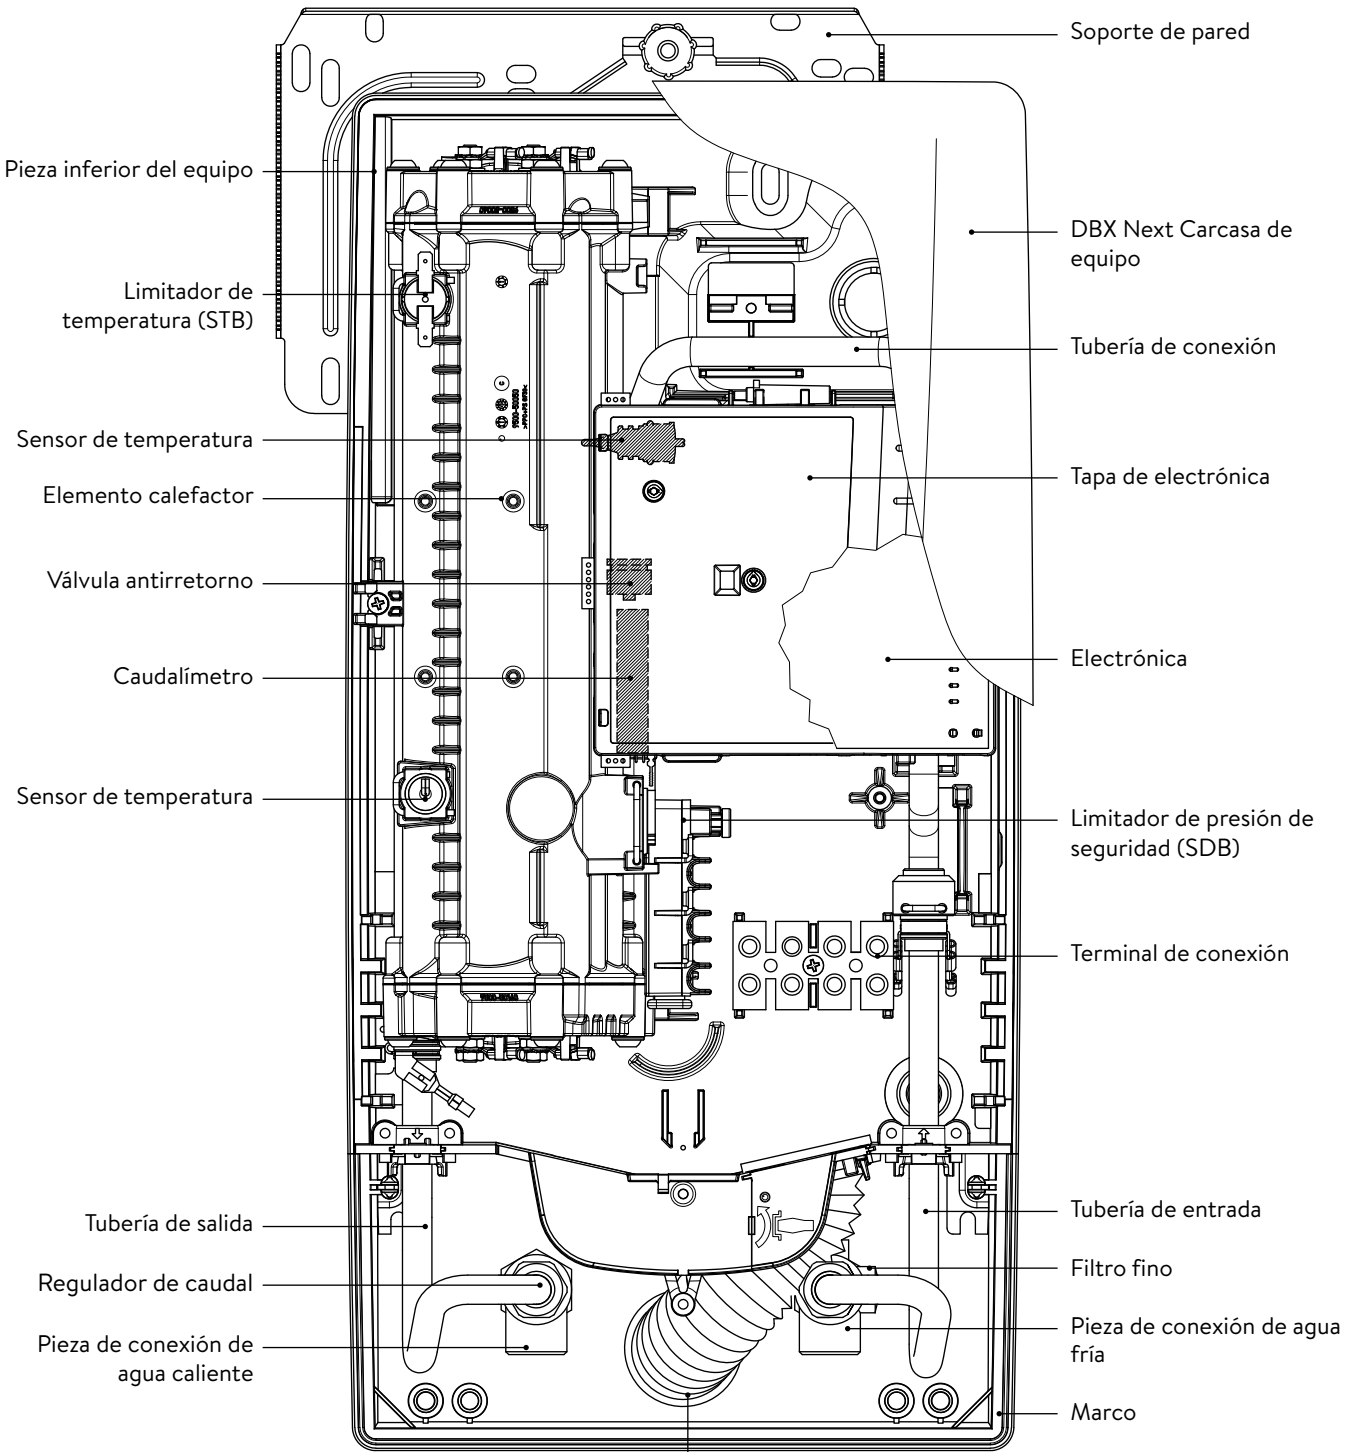 Soporte de pared
Pieza inferior del equipo
DBX Next Carcasa de
equipo
Limitador de
temperatura (STB)
Tubería de conexión
Sensor de temperatura
Tapa de electrónica
Elemento calefactor
Válvula antirretorno
Electrónica
Caudalímetro
Sensor de temperatura
Limitador de presión de
seguridad (SDB)
Terminal de conexión
Tubería de salida
Tubería de entrada
Filtro fino
Regulador de caudal
Pieza de conexión de agua
fría
Pieza de conexión de
agua caliente
Marco